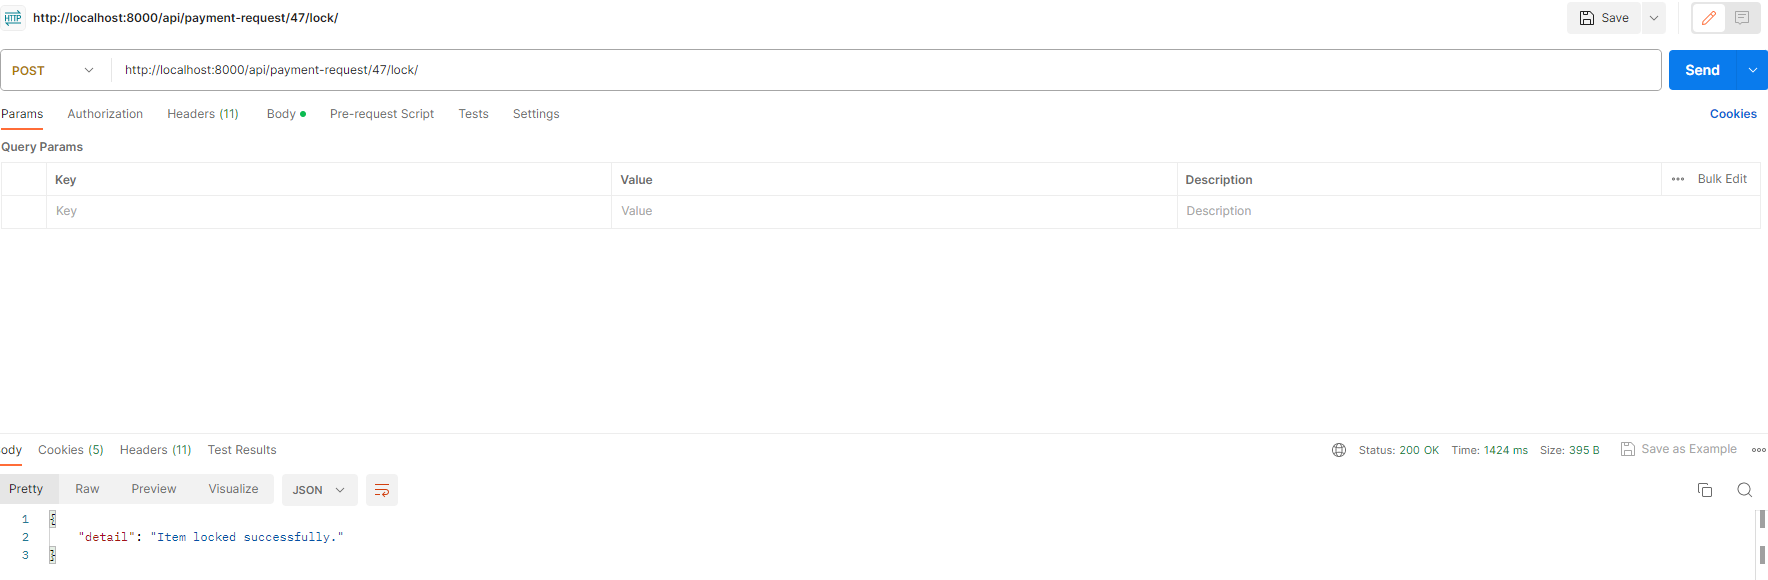 HTTP http://localhost:8000/api/payment-request/47/lock/ Save
POST http://localhost:8000/api/payment-request/47/lock/ Send
Params Authorization Headers (11) Body Pre-request Script Tests Settings Cookies
Query Params
Key Value Description Bulk Edit
Key Value Description
ody Cookies (5) Headers (11) Test Results Status: 200 OK Time: 1424 ms Size: 395 B Save as Example
Pretty Raw Preview Visualize JSON
1 {
2 "detail": "Item locked successfully."
3 }